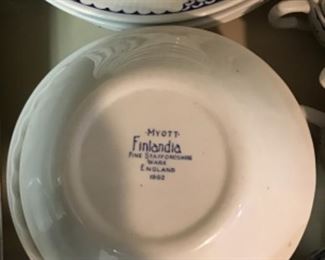 · MYOTT ·
Finlandia
FINE STAFFORDSHIRE
WARE
ENGLAND
1982